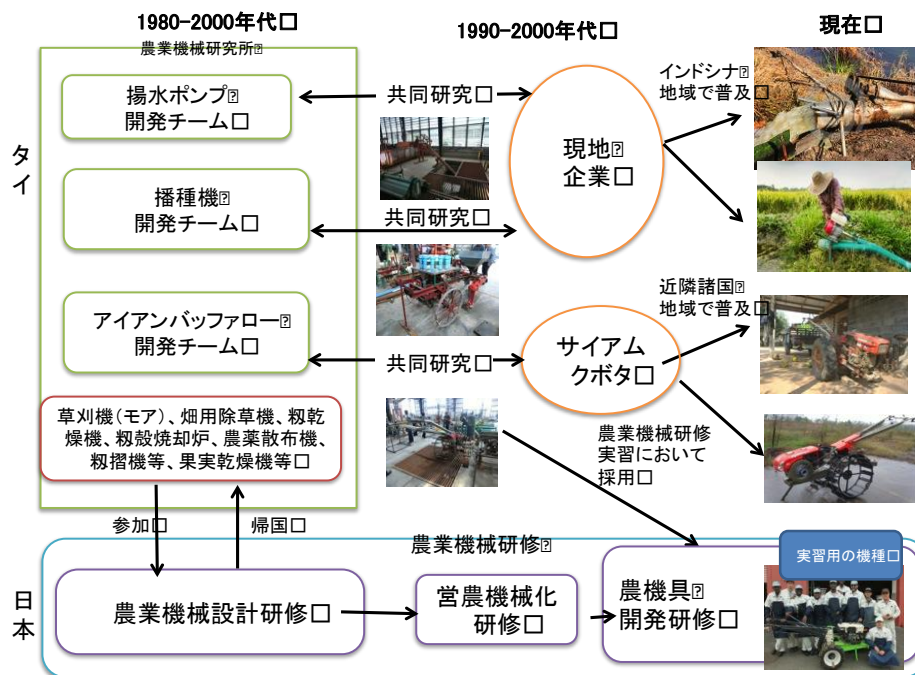 1980-2000年代
1990-2000年代
現在
農業機械研究所
タイ
揚水ポンプ
開発チーム
共同研究
現地
企業
インドシナ
地域で普及
播種機
開発チーム
共同研究
アイアンバッファロー
開発チーム
共同研究
サイアム
クボタ
近隣諸国
地域で普及
草刈機(モア)、畑用除草機、籾乾
燥機、籾殻焼却炉、農薬散布機、
籾摺機等、果実乾燥機等
農業機械研修
実習において
採用
参加
帰国
日本
農業機械研修
農業機械設計研修
営農機械化
研修
農機具
開発研修
実習用の機種